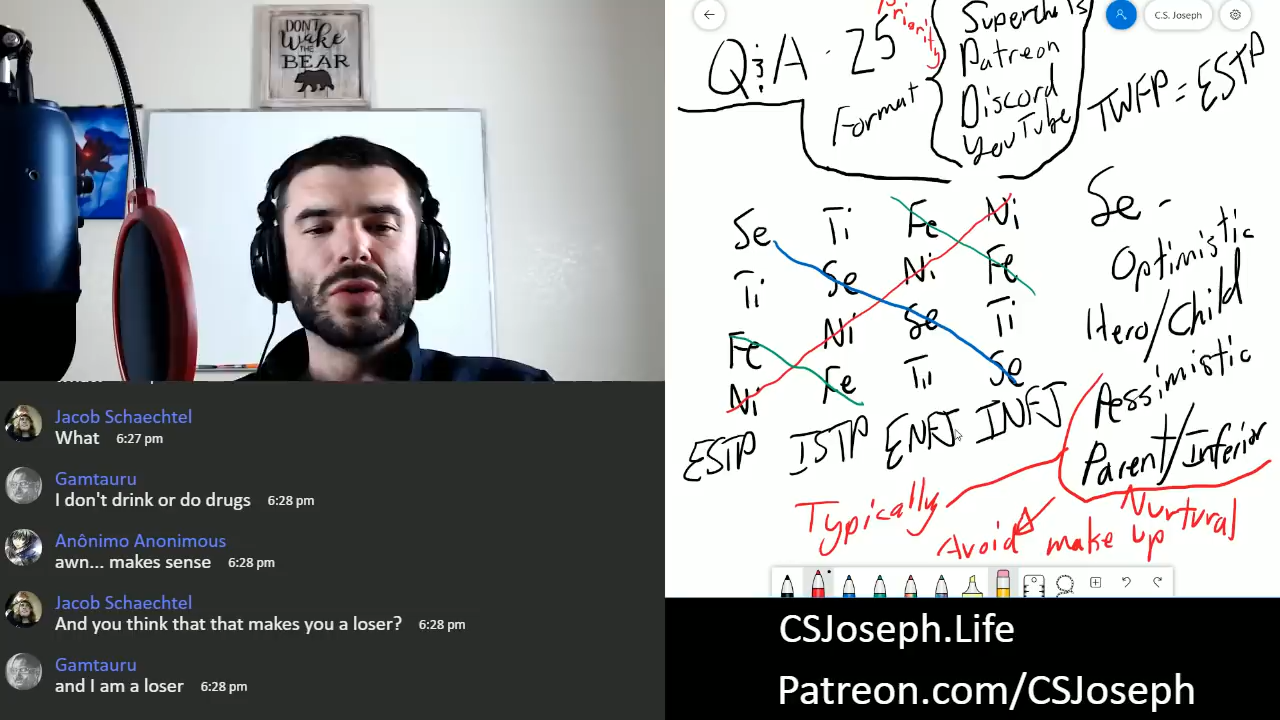 DON'T
Wake
THE
BEAR
Jacob Schaechtel
What 6:27 pm
Gamtauru
I don't drink or do drugs 6:28 pm
Anônimo Anonimous
awn... makes sense 6:28 pm
Jacob Schaechtel
And you think that that makes you a loser? 6:28 pm
Gamtauru
and I am a loser 6:28 pm
C.S. Joseph
Q&A . 25
Priority
Format
Patreon
Discord
YouTube
TWFP = ESTP
Se Ti Fe Ni
Ti Se Ni Fe
Fe Ni Se Ti
Ni Fe Ti Se
ESTP ISTP ENFJ INFJ
Se -
Optimistic
Hero/Child
Pessimistic
Parent/Inferior
Typically
Avoid make up
Nurtural
CSJoseph.Life
Patreon.com/CSJoseph